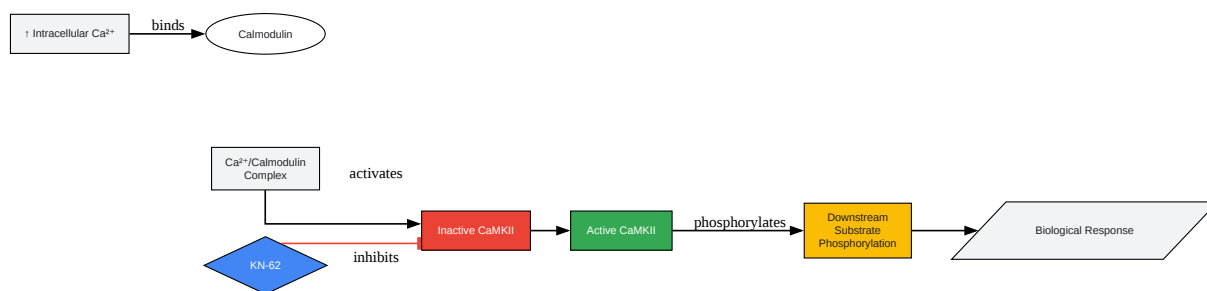 ↑ Intracellular Ca²⁺
binds
Calmodulin
Ca²⁺/Calmodulin
Complex
activates
Inactive CaMKII
Active CaMKII
phosphorylates
Downstream
Substrate
Phosphorylation
Biological Response
KN-62
inhibits